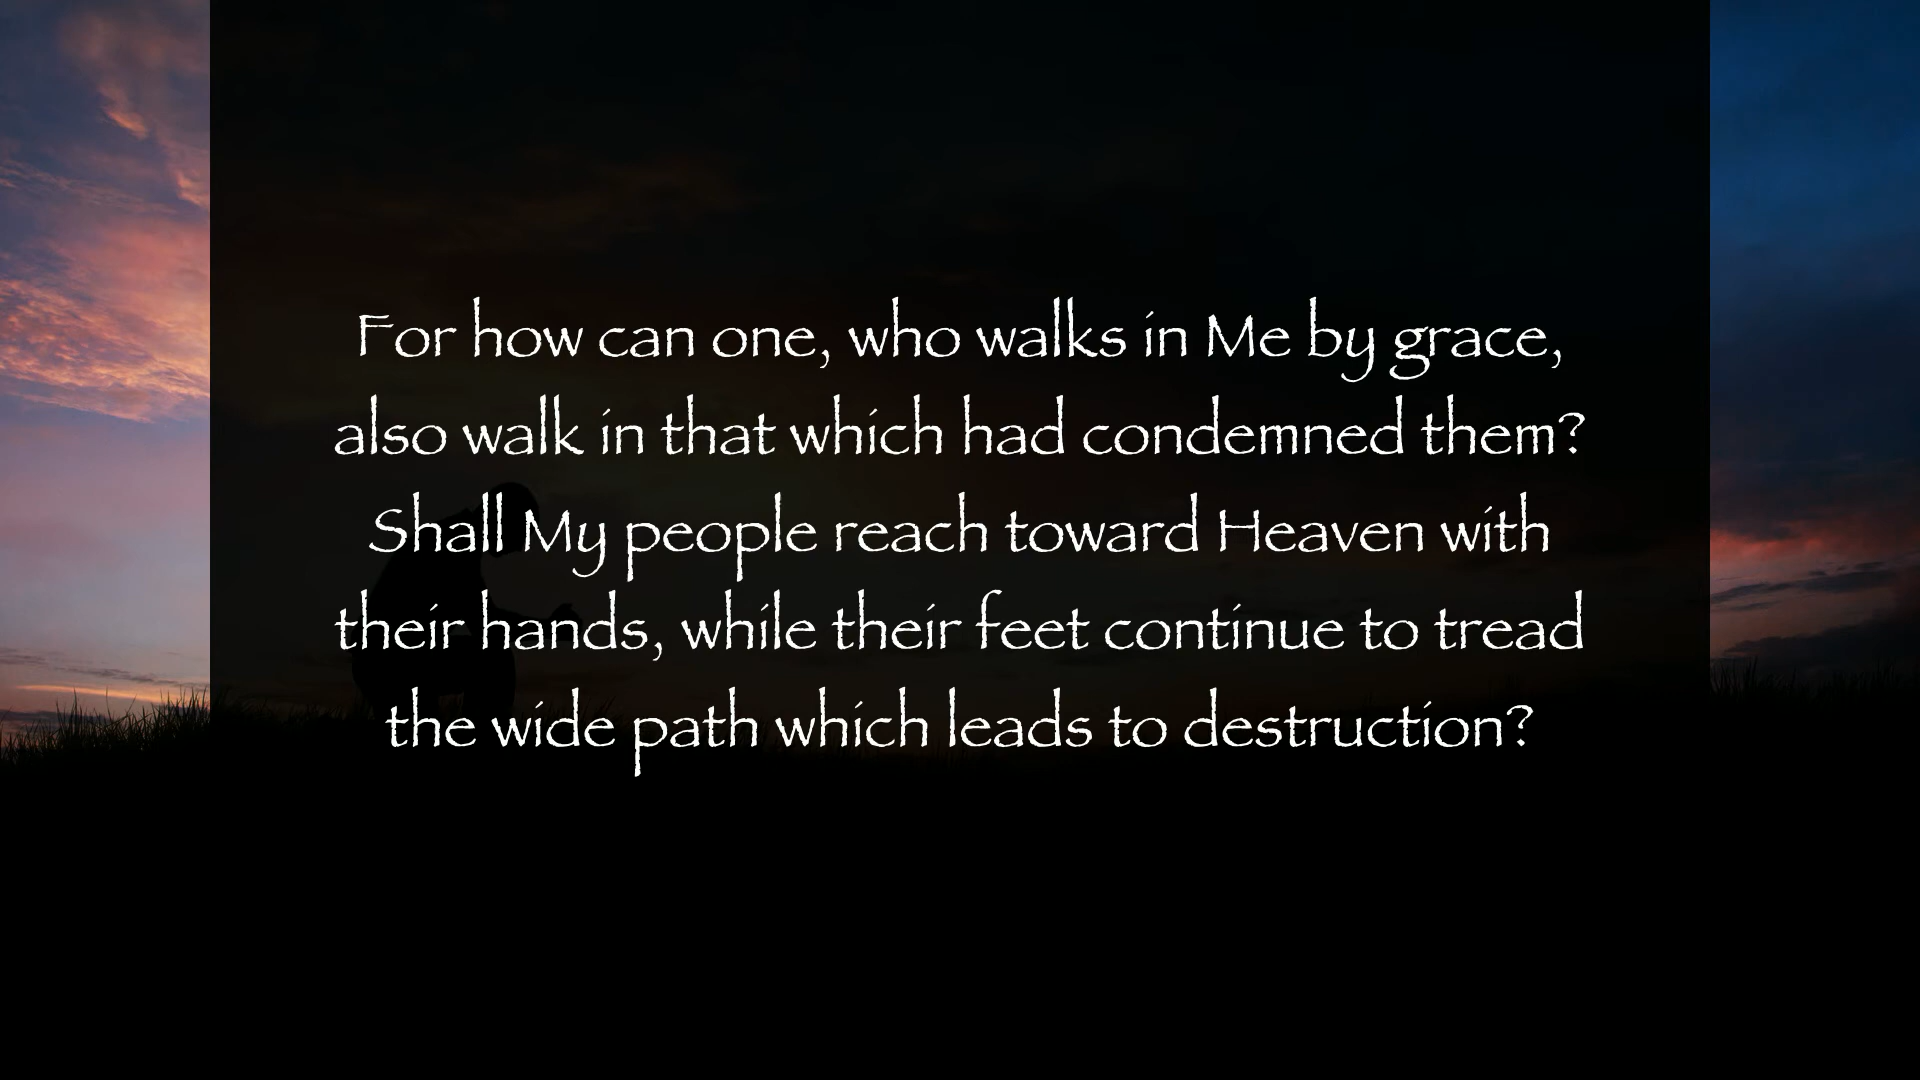 For how can one, who walks in Me by grace,
also walk in that which had condemned them?
Shall My people reach toward Heaven with
their hands, while their feet continue to tread
the wide path which leads to destruction?